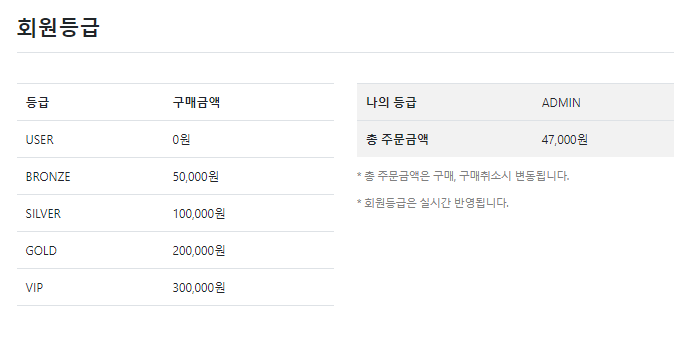 회원등급
등급 구매금액
USER 0원
BRONZE 50,000원
SILVER 100,000원
GOLD 200,000원
VIP 300,000원
나의 등급 ADMIN
총 주문금액 47,000원
* 총 주문금액은 구매, 구매취소시 변동됩니다.
* 회원등급은 실시간 반영됩니다.